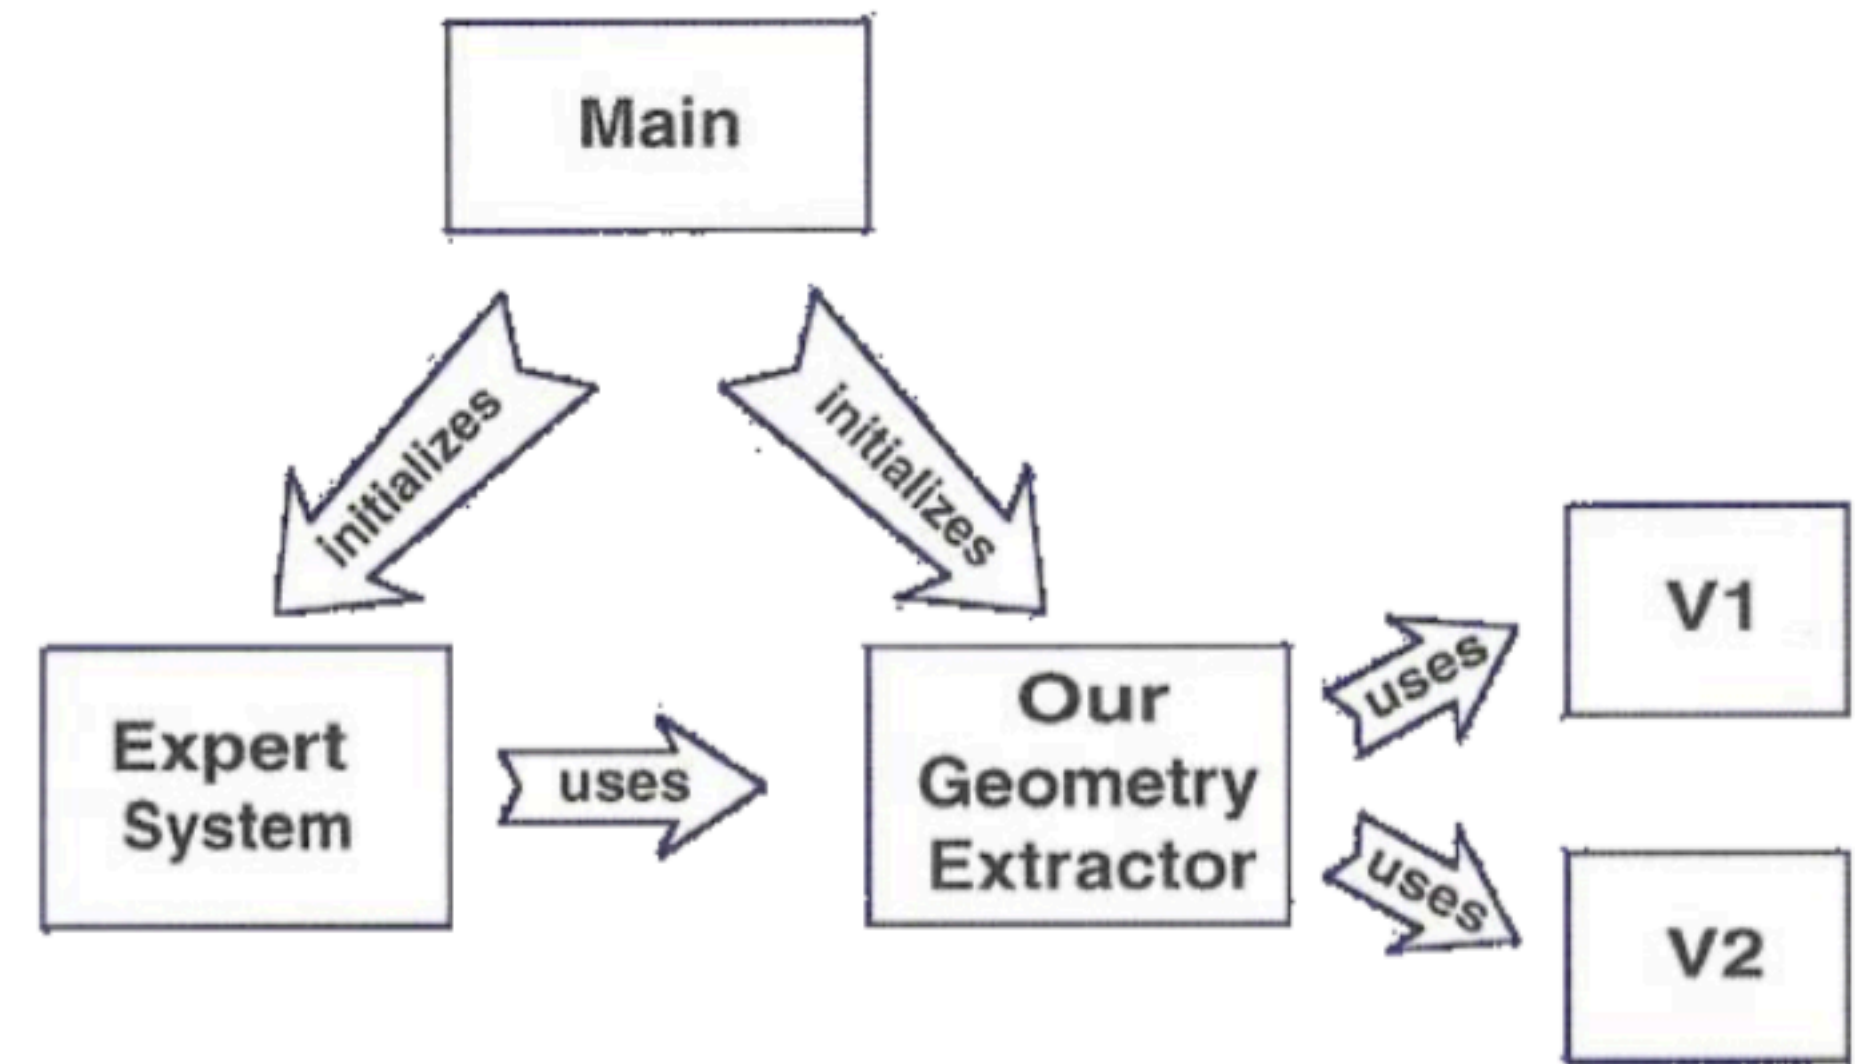 Main
initializes
initializes
Expert
System
uses
Our
Geometry
Extractor
uses
uses
V1
V2